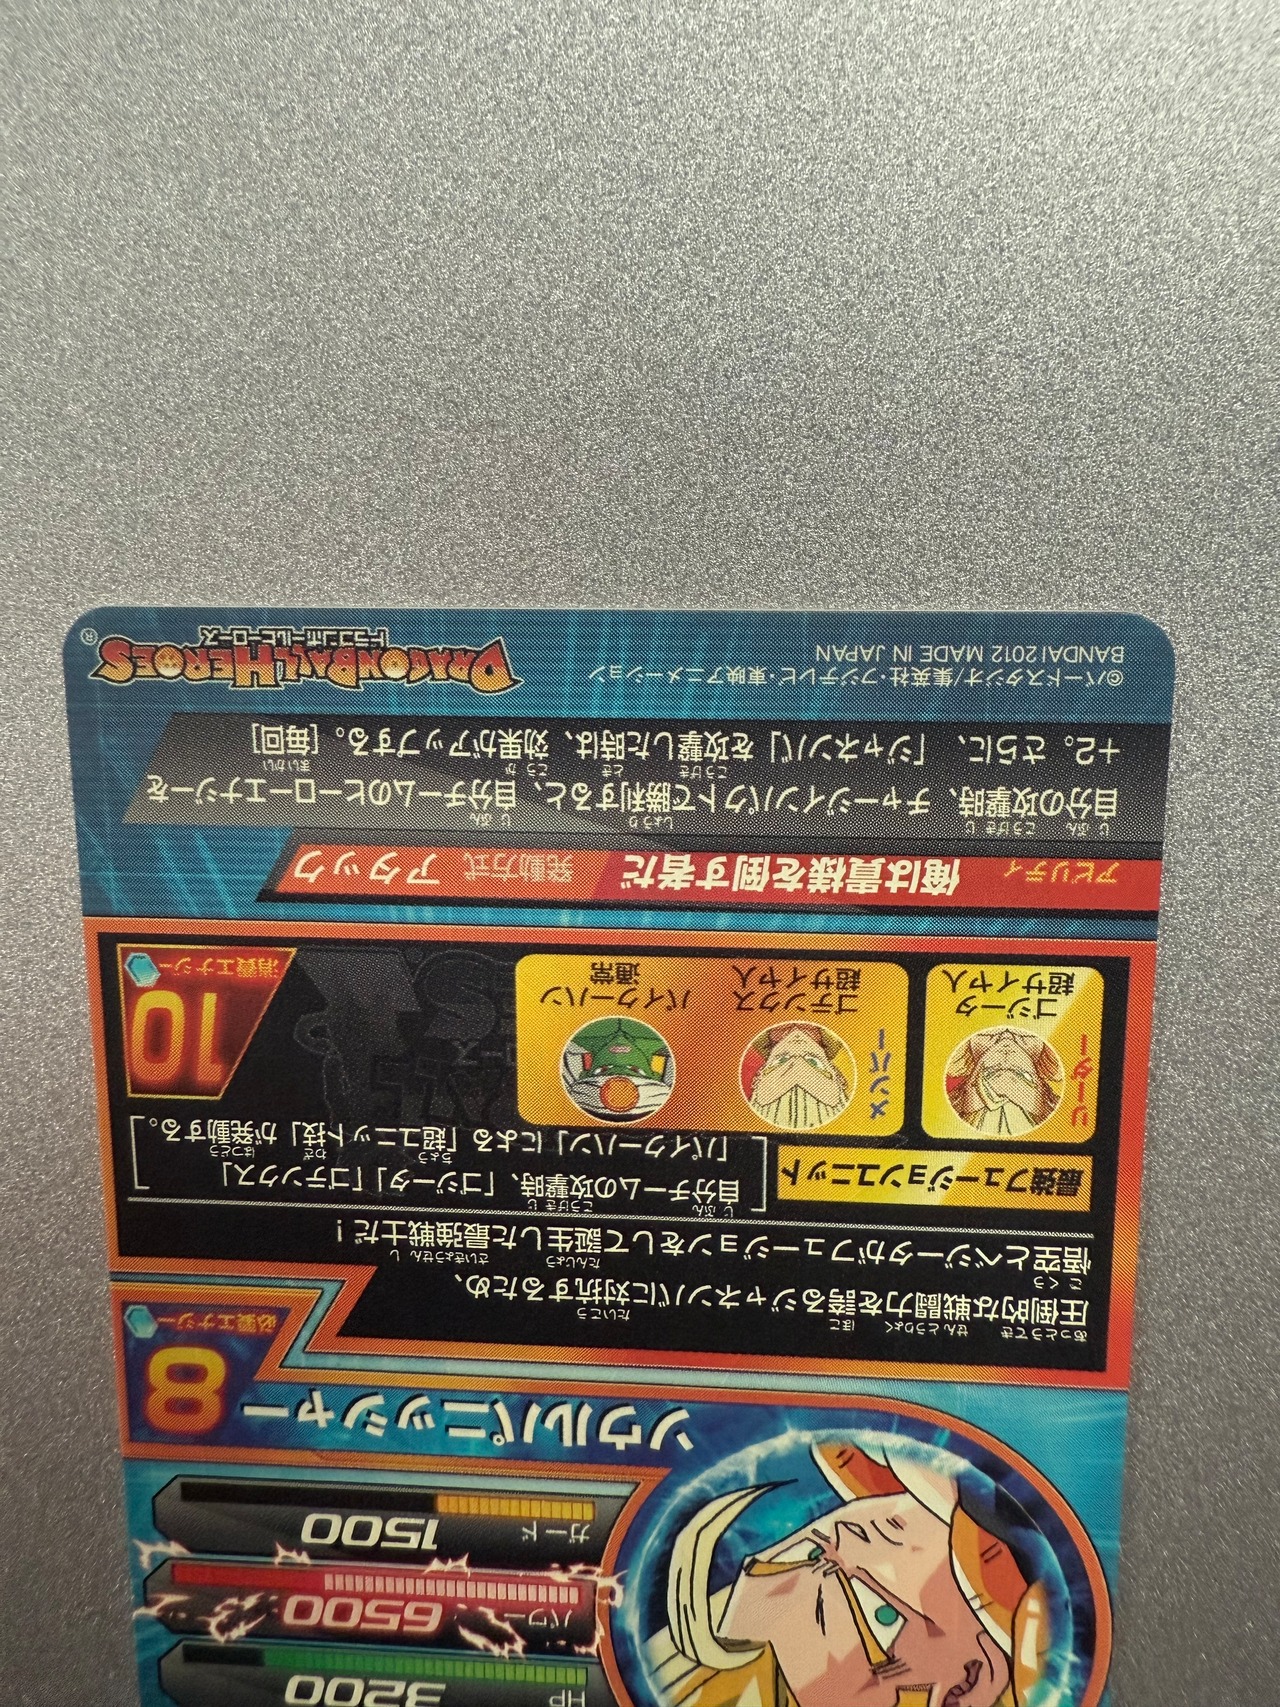 HP 3200
パワー 6500
ガード 1500
ソウルパニッシャー
8
必要エナジー
圧倒的な戦闘力を誇るジャネンバに対抗するため、
悟空とベジータがフュージョンをして誕生した最強戦士だ！
最強フュージョンユニット
自分チームの攻撃時、「ゴジータ」「ゴテンクス」
「パイクーハン」による「超ユニット技」が発動する。
リーダー
ゴジータ
超サイヤ人
メンバー
ゴテンクス
超サイヤ人
パイクーハン
通常
10
消費エナジー
アビリティ 俺は貴様を倒す者だ 発動方式 アタック
自分の攻撃時、チャージインパクトで勝利すると、自分チームのヒーローエナジーを
+2。さらに、「ジャネンバ」を攻撃した時は、効果がアップする。[毎回]
©バードスタジオ/集英社・フジテレビ・東映アニメーション
BANDAI 2012 MADE IN JAPAN
DRAGONBALL HEROES
ドラゴンボールヒーローズ
®